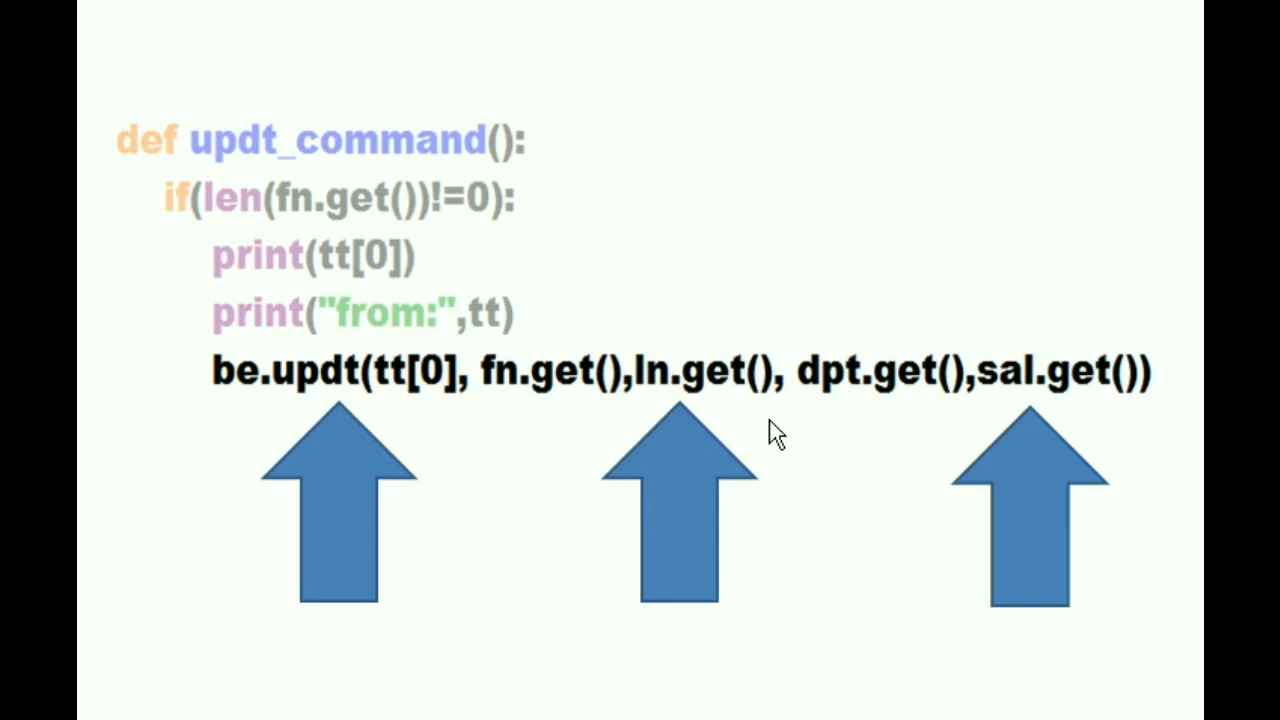 def updt_command():
if(len(fn.get())!=0):
print(tt[0])
print("from:",tt)
be.updt(tt[0], fn.get(),ln.get(), dpt.get(),sal.get())